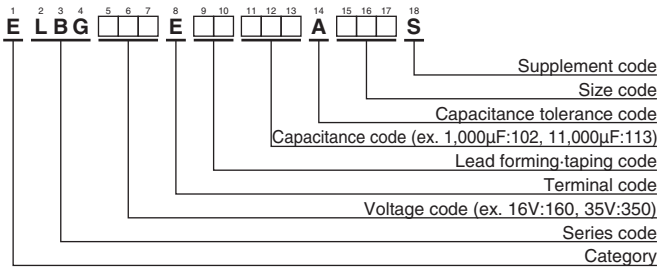 1 2 3 4 5 6 7 8 9 10 11 12 13 14 15 16 17 18
E L B G E A S
Supplement code
Size code
Capacitance tolerance code
Capacitance code (ex. 1,000µF:102, 11,000µF:113)
Lead forming·taping code
Terminal code
Voltage code (ex. 16V:160, 35V:350)
Series code
Category